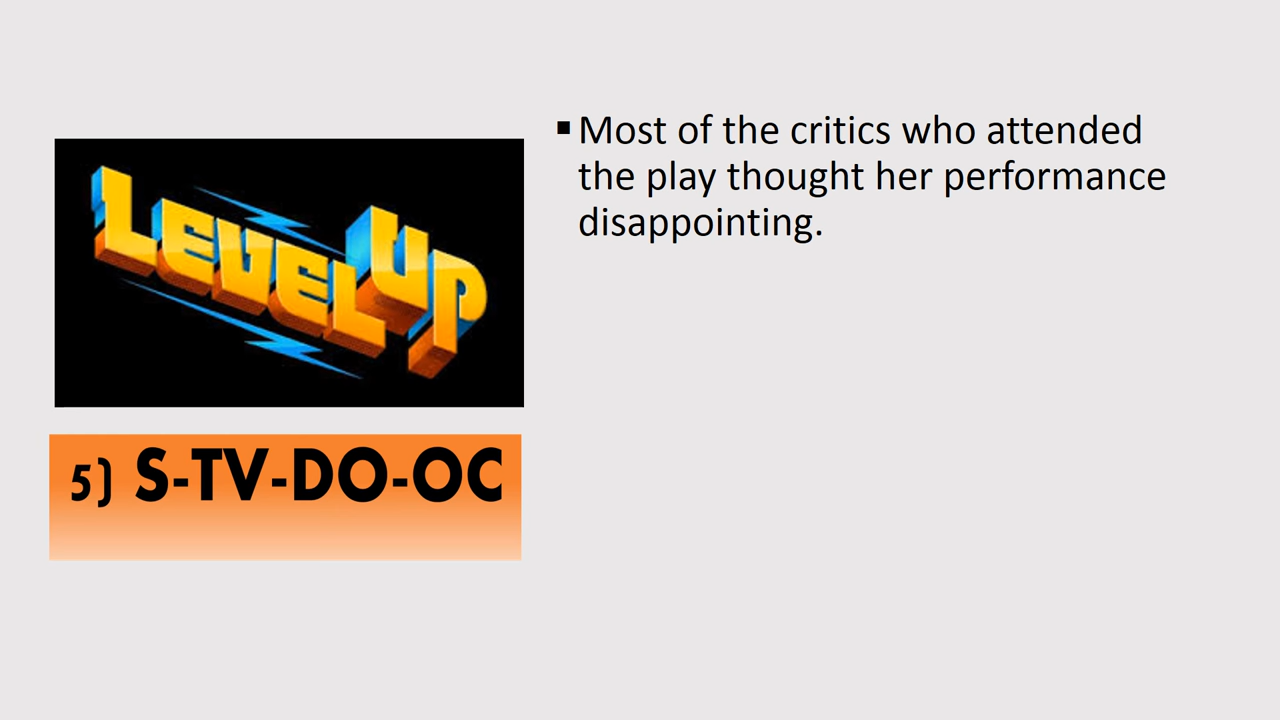 LEVEL UP
5) S-TV-DO-OC
▪ Most of the critics who attended
the play thought her performance
disappointing.